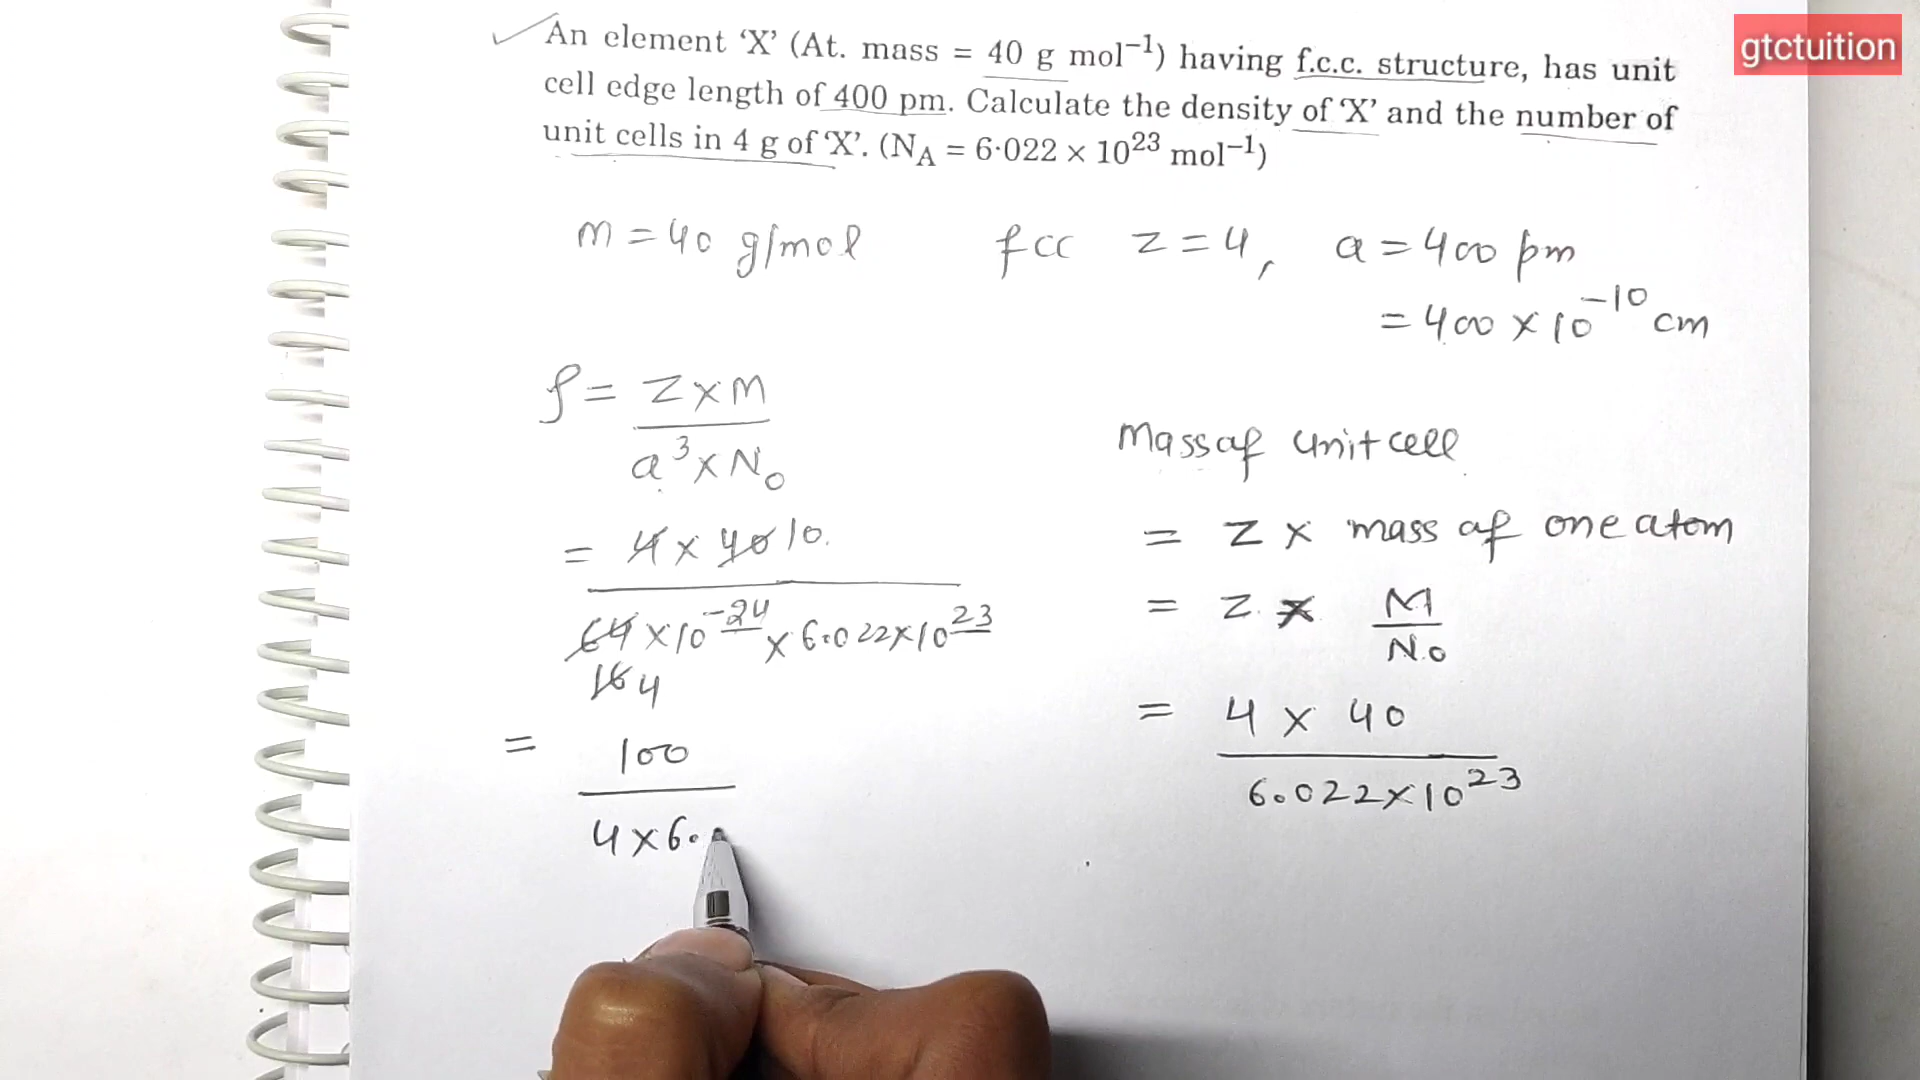 gtctuition
An element ‘X’ (At. mass = 40 g mol⁻¹) having f.c.c. structure, has unit
cell edge length of 400 pm. Calculate the density of ‘X’ and the number of
unit cells in 4 g of ‘X’. (N_A = 6·022 × 10²³ mol⁻¹)
m = 40 g/mol fcc z = 4, a = 400 pm
= 400 × 10⁻¹⁰ cm
ρ = Z × M
a³ × N₀
= 4 × 40 10.
64 × 10⁻²⁴ × 6.022 × 10²³
16 4
= 100
4 × 6.
Mass of unit cell
= Z × mass of one atom
= Z × M
N₀
= 4 × 40
6.022 × 10²³